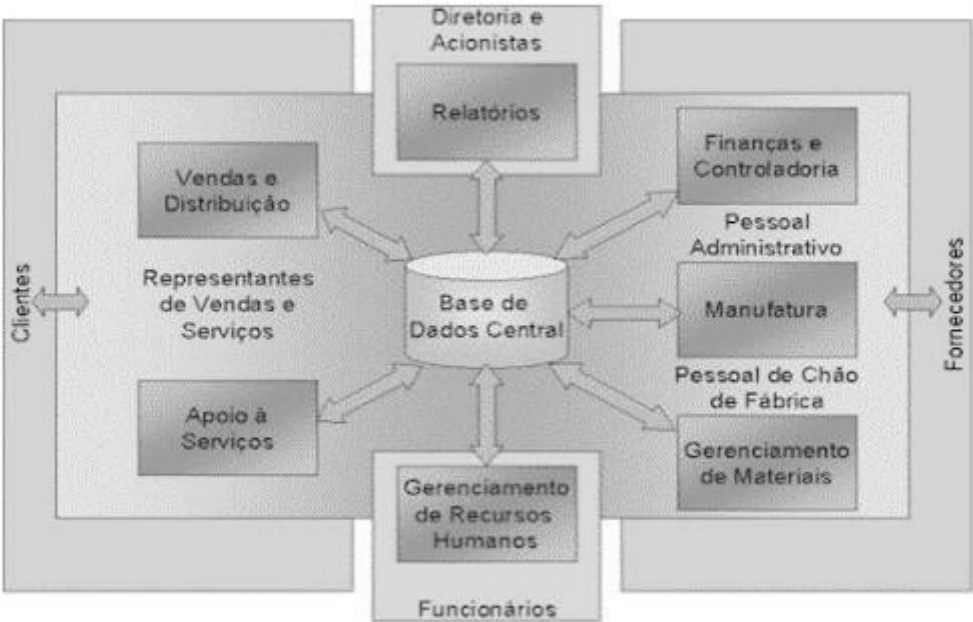 Diretoria e
Acionistas
Relatórios
Vendas e
Distribuição
Finanças e
Controladoria
Pessoal
Administrativo
Clientes
Representantes
de Vendas e
Serviços
Base de
Dados Central
Manufatura
Fornecedores
Pessoal de Chão
de Fábrica
Apoio à
Serviços
Gerenciamento
de Materiais
Gerenciamento
de Recursos
Humanos
Funcionários